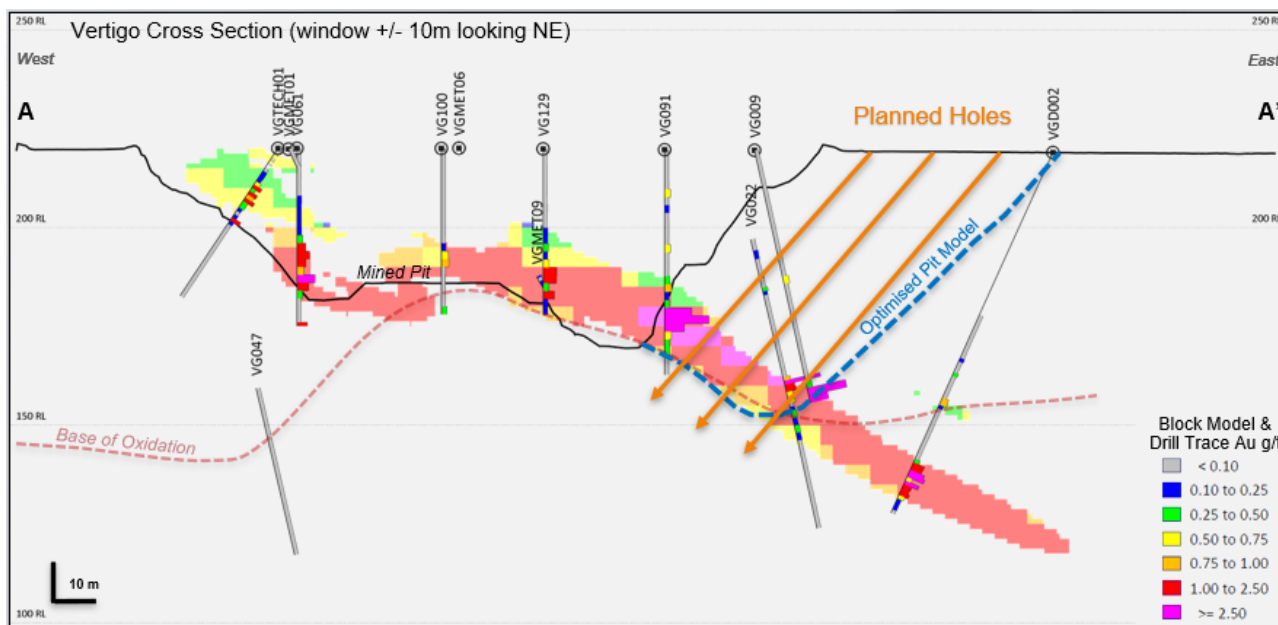 250 RL
Vertigo Cross Section (window +/- 10m looking NE)
250 RL
West
East
A
A'
VGTECH01
VGMET01
VG061
VG100
VGMET06
VG129
VG091
VG009
Planned Holes
VGD002
200 RL
200 RL
VG022
VGMET09
Mined Pit
Optimised Pit Model
VG047
Base of Oxidation
150 RL
150 RL
Block Model &
Drill Trace Au g/t
< 0.10
0.10 to 0.25
0.25 to 0.50
0.50 to 0.75
0.75 to 1.00
1.00 to 2.50
>= 2.50
10 m
100 RL